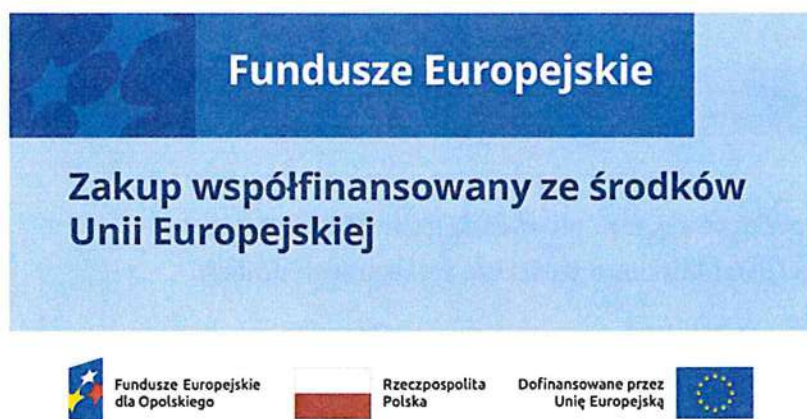 Fundusze Europejskie
Zakup współfinansowany ze środków
Unii Europejskiej
Fundusze Europejskie
dla Opolskiego
Rzeczpospolita
Polska
Dofinansowane przez
Unię Europejską